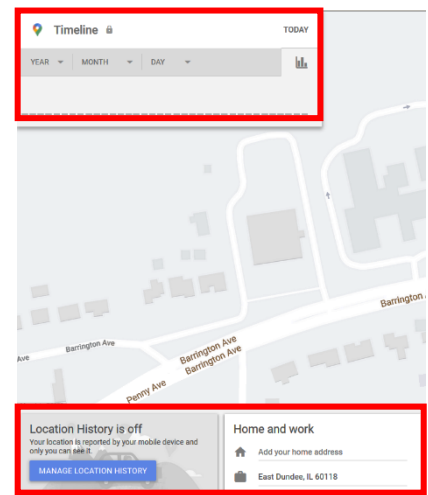 Timeline
TODAY
YEAR MONTH DAY
Barrington
Barrington Ave
Barrington Ave
Barrington Ave
Ave
Penny Ave
Location History is off
Your location is reported by your mobile device and
only you can see it.
MANAGE LOCATION HISTORY
Home and work
Add your home address
East Dundee, IL 60118